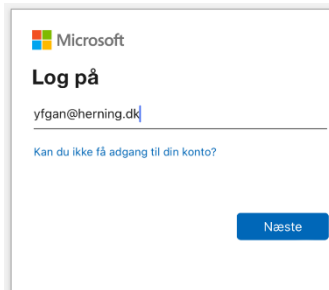 Microsoft
Log på
yfgan@herning.dk
Kan du ikke få adgang til din konto?
Næste